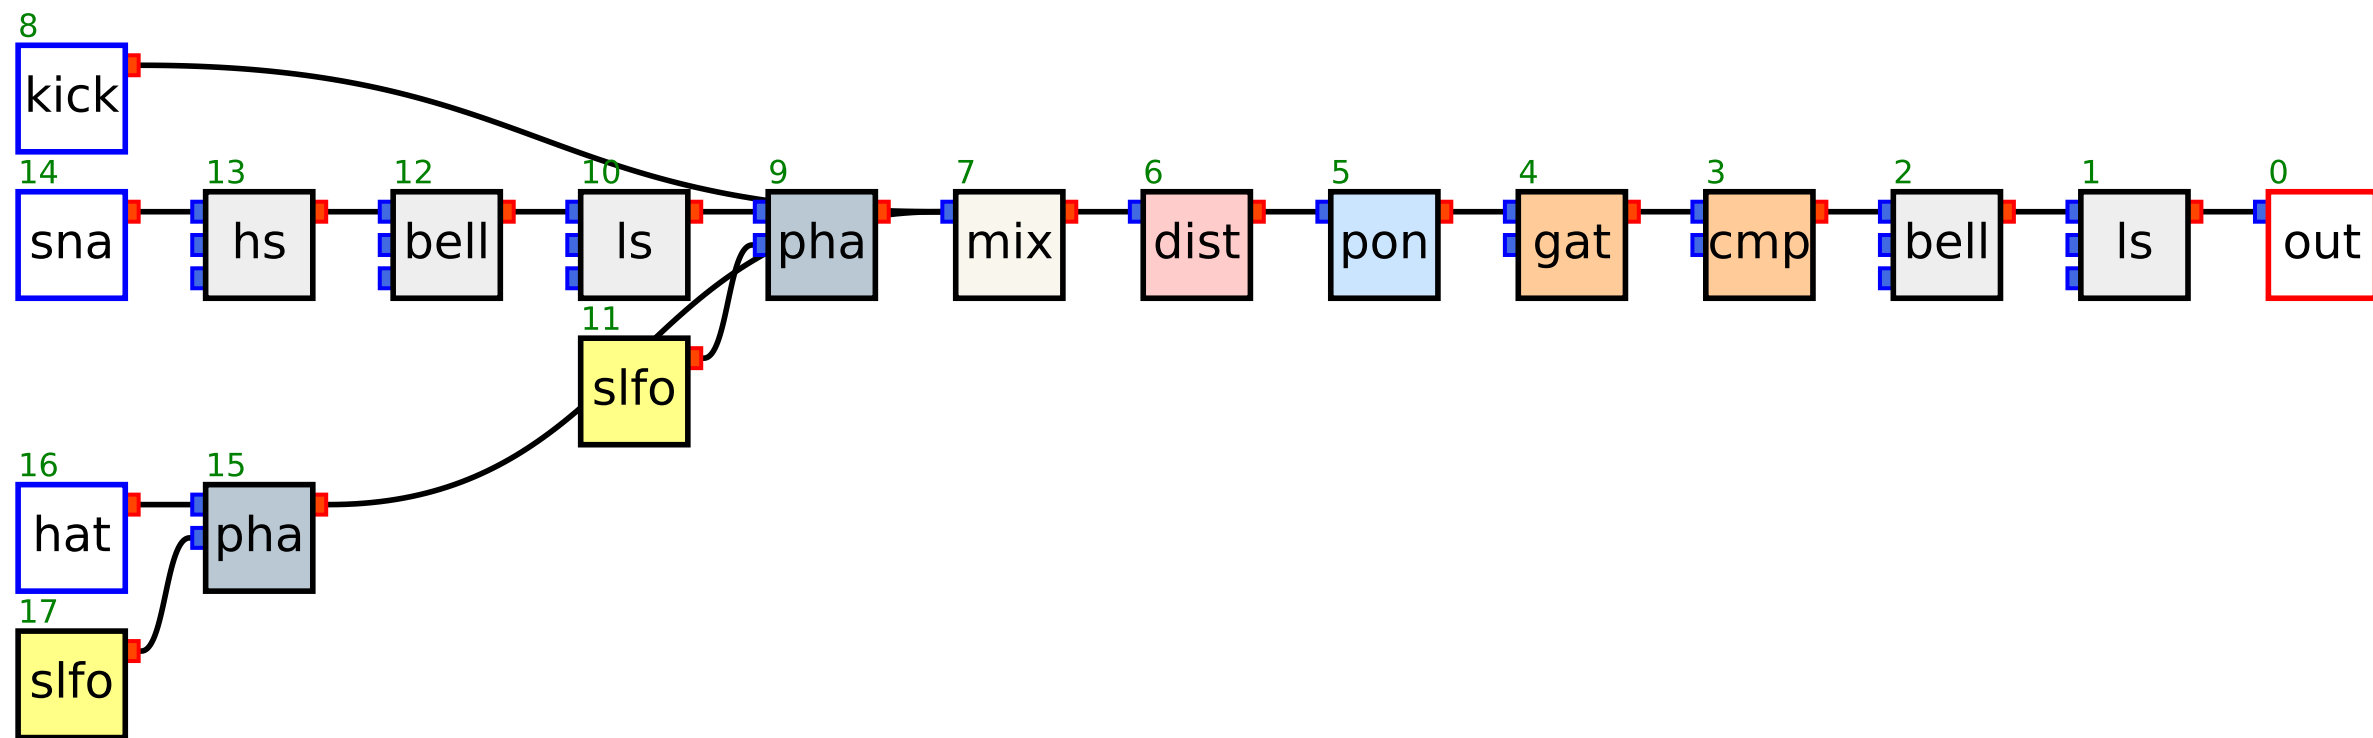 8
kick
14 13 12 10 9 7 6 5 4 3 2 1 0
sna hs bell ls pha mix dist pon gat cmp bell ls out
11
slfo
16 15
hat pha
17
slfo